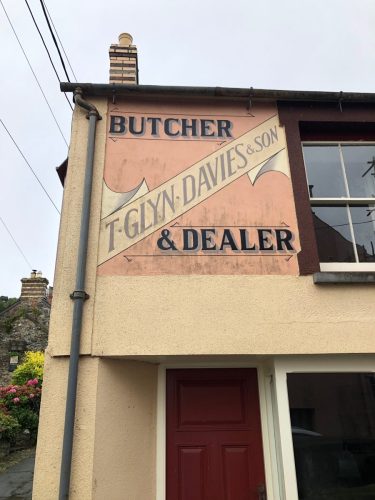 BUTCHER
T. GLYN. DAVIES & SON
& DEALER